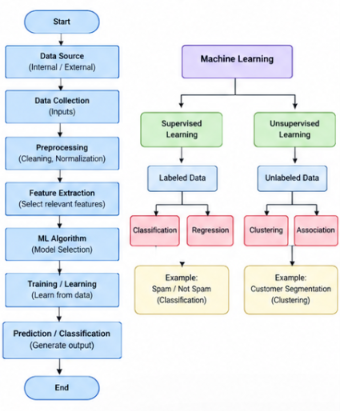 Start
Data Source
(Internal / External)
Data Collection
(Inputs)
Preprocessing
(Cleaning, Normalization)
Feature Extraction
(Select relevant features)
ML Algorithm
(Model Selection)
Training / Learning
(Learn from data)
Prediction / Classification
(Generate output)
End
Machine Learning
Supervised
Learning
Unsupervised
Learning
Labeled Data
Unlabeled Data
Classification
Regression
Clustering
Association
Example:
Spam / Not Spam
(Classification)
Example:
Customer Segmentation
(Clustering)